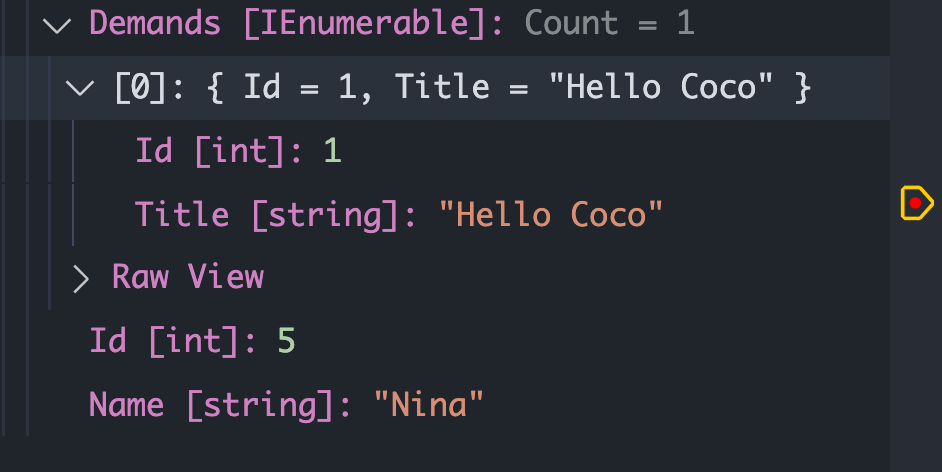 Demands [IEnumerable]: Count = 1
[0]: { Id = 1, Title = "Hello Coco" }
Id [int]: 1
Title [string]: "Hello Coco"
Raw View
Id [int]: 5
Name [string]: "Nina"